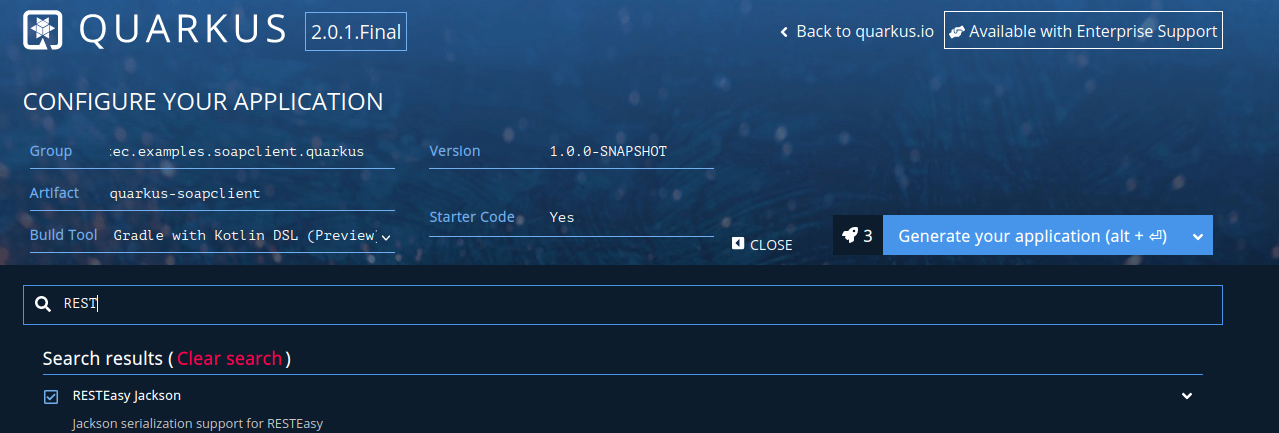 QUARKUS 2.0.1.Final
Back to quarkus.io Available with Enterprise Support
CONFIGURE YOUR APPLICATION
Group :ec.examples.soapclient.quarkus
Version 1.0.0-SNAPSHOT
Artifact quarkus-soapclient
Starter Code Yes
Build Tool Gradle with Kotlin DSL (Preview)
CLOSE
3 Generate your application (alt + ⏎)
REST
Search results (Clear search)
RESTEasy Jackson
Jackson serialization support for RESTEasy